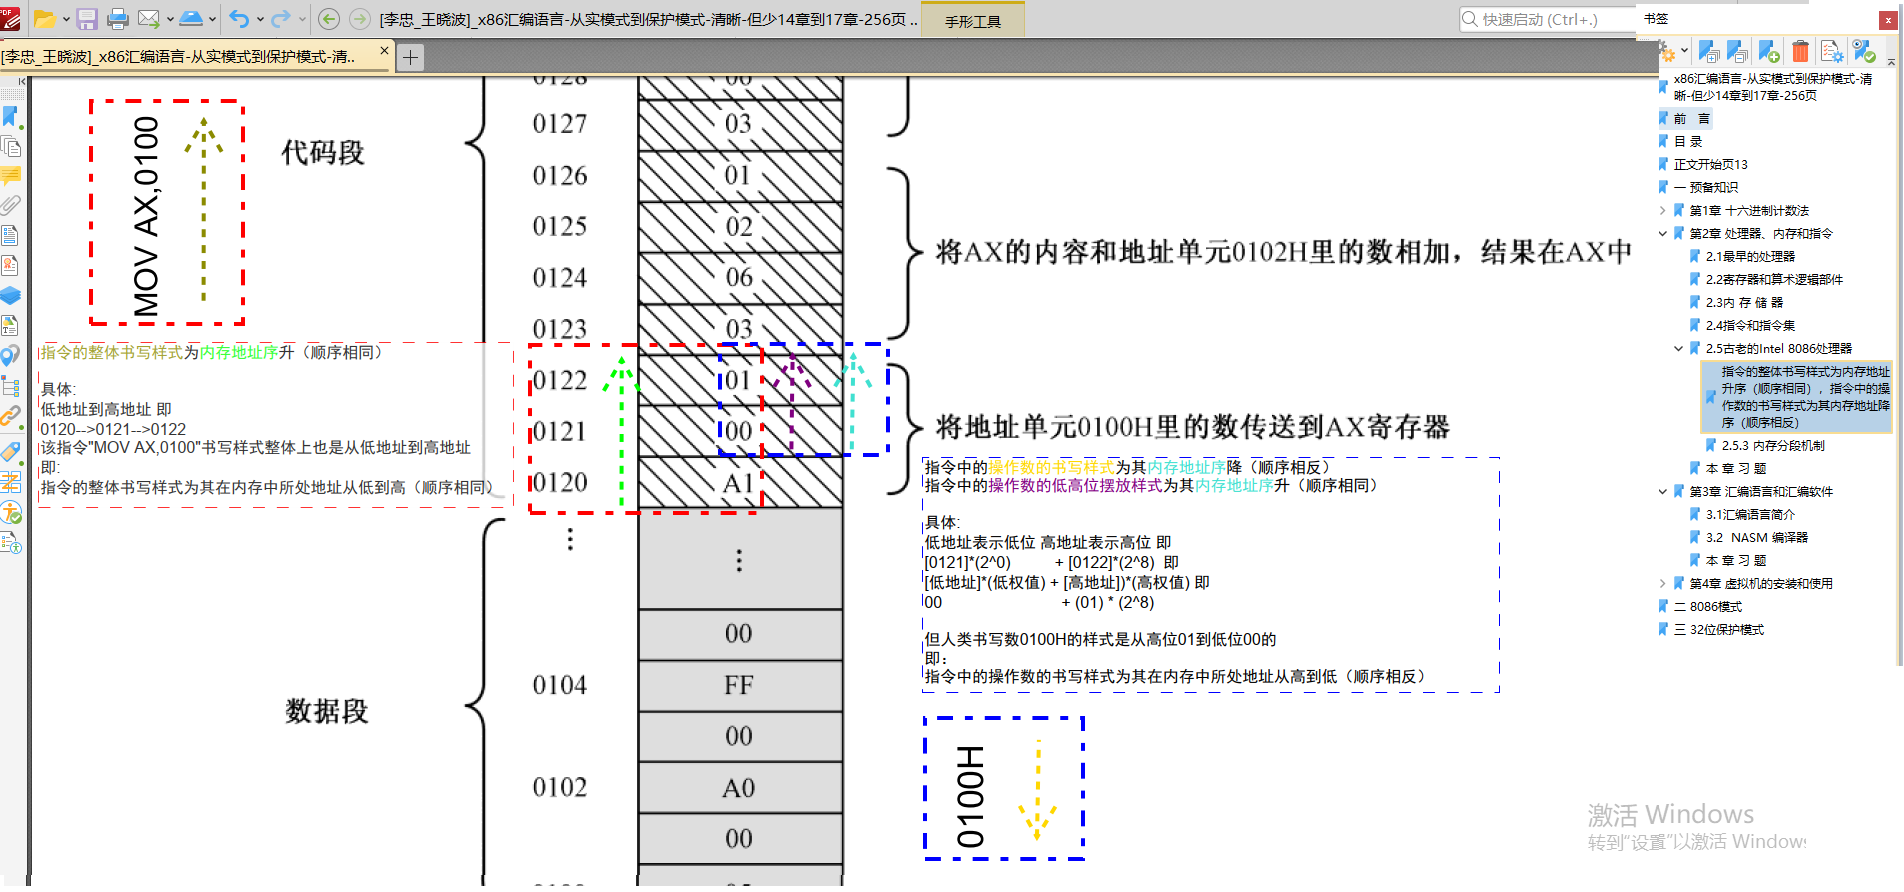 [李忠_王晓波]_x86汇编语言-从实模式到保护模式-清晰-但少14章到17章-256页 ..
手形工具
快速启动 (Ctrl+.)
书签
[李忠_王晓波]_x86汇编语言-从实模式到保护模式-清..
x86汇编语言-从实模式到保护模式-清
晰-但少14章到17章-256页
前 言
目 录
正文开始页13
一 预备知识
第1章 十六进制计数法
第2章 处理器、内存和指令
2.1最早的处理器
2.2寄存器和算术逻辑部件
2.3内 存 储 器
2.4指令和指令集
2.5古老的Intel 8086处理器
指令的整体书写样式为内存地址
升序（顺序相同），指令中的操
作数的书写样式为其内存地址降
序（顺序相反）
2.5.3 内存分段机制
本 章 习 题
第3章 汇编语言和汇编软件
3.1汇编语言简介
3.2 NASM 编译器
本 章 习 题
第4章 虚拟机的安装和使用
二 8086模式
三 32位保护模式
MOV AX,0100
代码段
0128
0127 03
0126 01
0125 02
0124 06
0123 03
0122 01
0121 00
0120 A1
⋮ ⋮
00
0104 FF
00
0102 A0
00
数据段
将AX的内容和地址单元0102H里的数相加，结果在AX中
将地址单元0100H里的数传送到AX寄存器
指令的整体书写样式为内存地址序升（顺序相同）
具体:
低地址到高地址 即
0120-->0121-->0122
该指令"MOV AX,0100"书写样式整体上也是从低地址到高地址
即:
指令的整体书写样式为其在内存中所处地址从低到高（顺序相同）
指令中的操作数的书写样式为其内存地址序降（顺序相反）
指令中的操作数的低高位摆放样式为其内存地址序升（顺序相同）
具体:
低地址表示低位 高地址表示高位 即
[0121]*(2^0) + [0122]*(2^8) 即
[低地址]*(低权值) + [高地址])*(高权值) 即
00 + (01) * (2^8)
但人类书写数0100H的样式是从高位01到低位00的
即：
指令中的操作数的书写样式为其在内存中所处地址从高到低（顺序相反）
0100H
激活 Windows
转到"设置"以激活 Windows